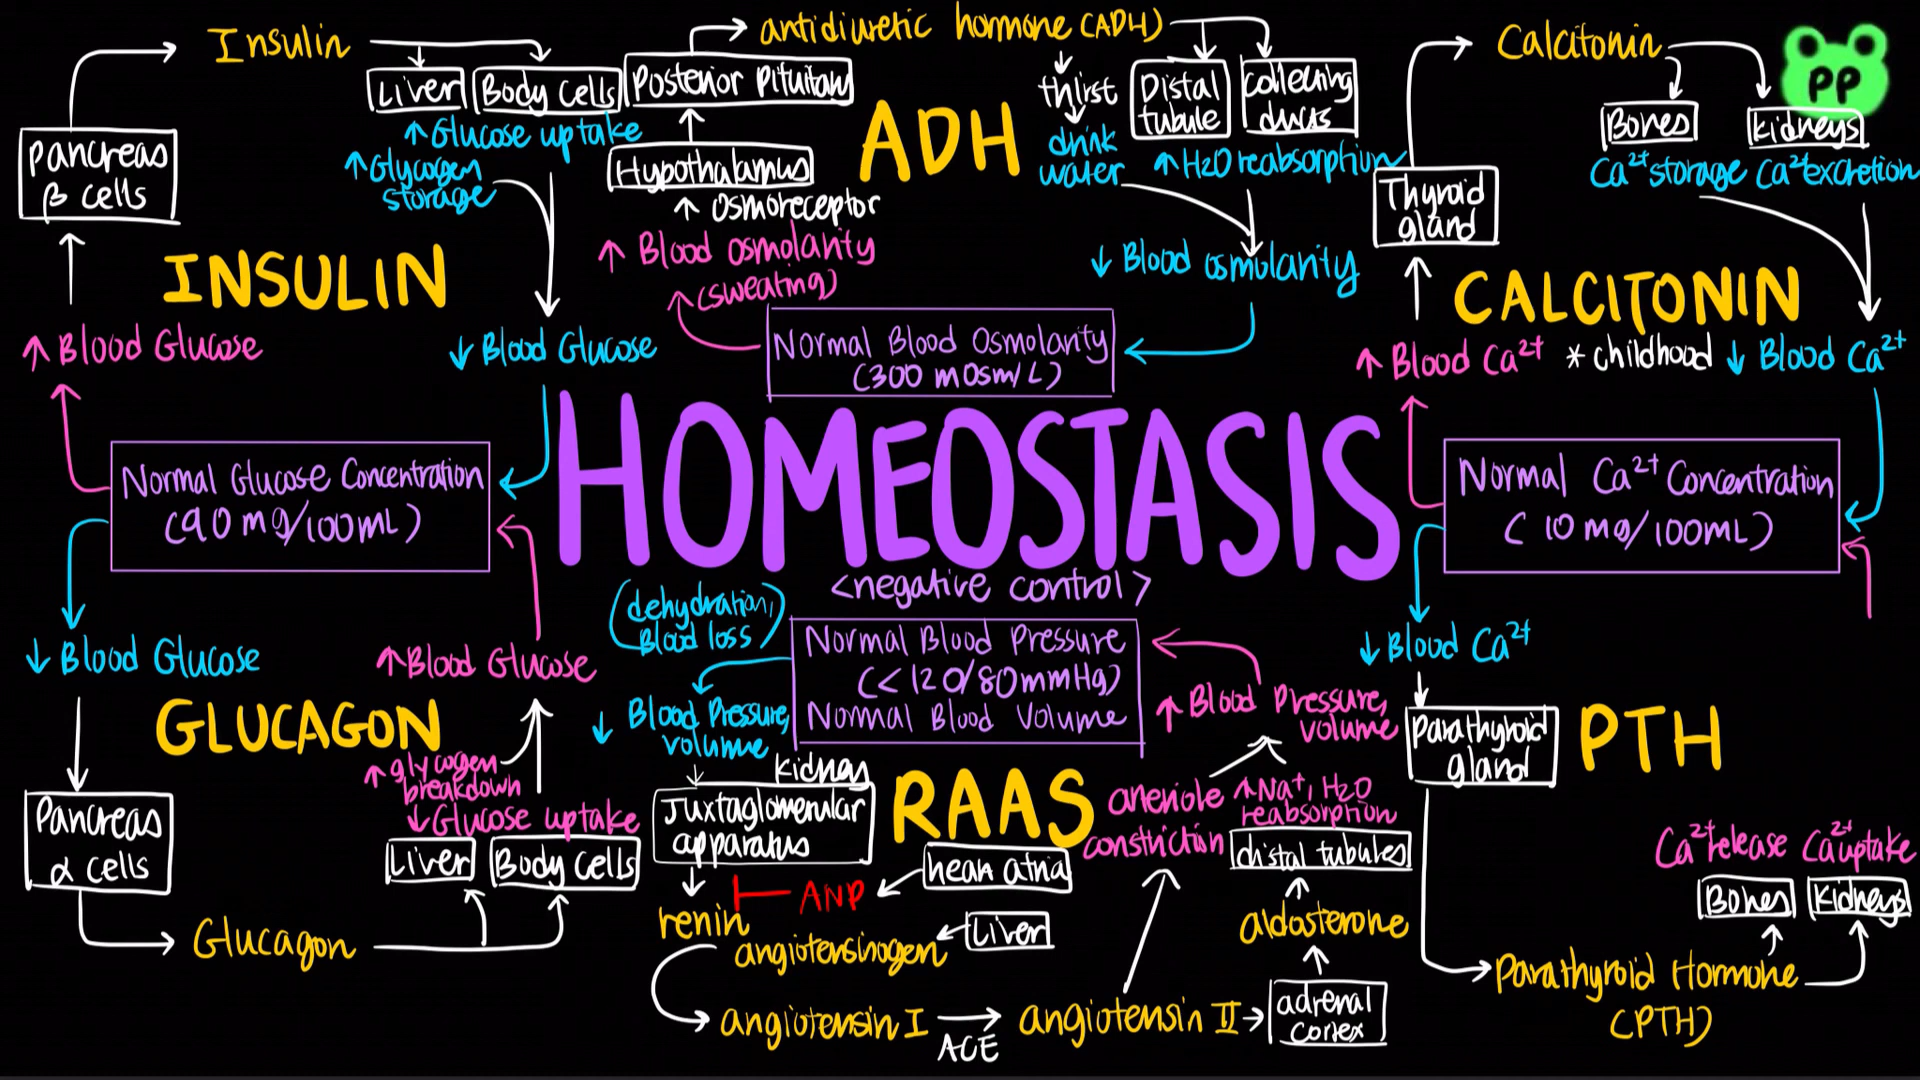 Insulin
Liver
Body Cells
↑ Glucose uptake
↑ Glycogen
storage
Pancreas
β cells
INSULIN
↑ Blood Glucose
↓ Blood Glucose
Normal Glucose Concentration
(90 mg/100mL)
↓ Blood Glucose
↑ Blood Glucose
GLUCAGON
↑ glycogen
breakdown
↓ Glucose uptake
Pancreas
α cells
Liver
Body Cells
Glucagon
antidiuretic hormone (ADH)
Posterior Pituitary
Hypothalamus
↑ Osmoreceptor
↑ Blood osmolarity
(sweating)
ADH
thirst
drink
water
Distal
tubule
collecting
ducts
↑ H2O reabsorption
↓ Blood osmolarity
Normal Blood Osmolarity
(300 mOsm/L)
HOMEOSTASIS
<negative control>
(dehydration,
Blood loss)
Normal Blood Pressure
(<120/80mmHg)
Normal Blood Volume
↓ Blood Pressure,
volume
↑ Blood Pressure,
volume
kidney
Juxtaglomerular
apparatus
RAAS
arteriole
constriction
↑ Na+, H2O
reabsorption
distal tubules
heart atria
ANP
renin
angiotensinogen
Liver
aldosterone
angiotensin I
ACE
angiotensin II
adrenal
cortex
Calcitonin
PP
Bones
kidneys
Ca²⁺ storage
Ca²⁺ excretion
Thyroid
gland
CALCITONIN
↑ Blood Ca²⁺
* childhood
↓ Blood Ca²⁺
Normal Ca²⁺ Concentration
(10 mg/100mL)
↓ Blood Ca²⁺
Parathyroid
gland
PTH
Ca²⁺ release
Ca²⁺ uptake
Bones
Kidneys
Parathyroid Hormone
(PTH)